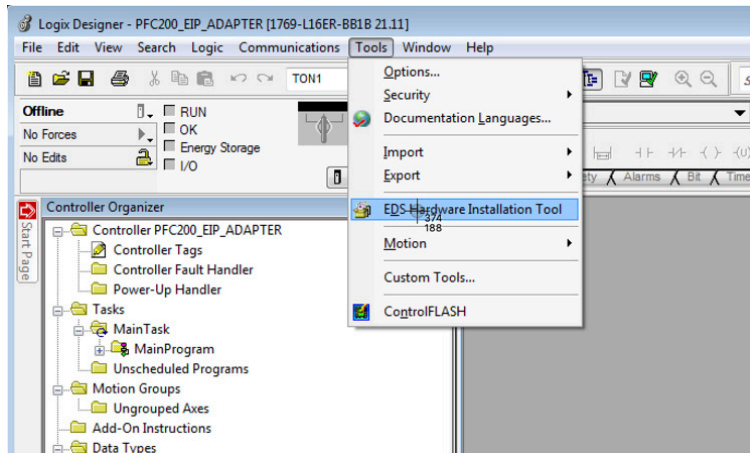 Logix Designer - PFC200_EIP_ADAPTER [1769-L16ER-BB1B 21.11]
File Edit View Search Logic Communications Tools Window Help
TON1
Offline
No Forces
No Edits
RUN
OK
Energy Storage
I/O
Options...
Security
Documentation Languages...
Import
Export
EDS Hardware Installation Tool
374
188
Motion
Custom Tools...
ControlFLASH
Alarms
Bit
Time
Start Page
Controller Organizer
Controller PFC200_EIP_ADAPTER
Controller Tags
Controller Fault Handler
Power-Up Handler
Tasks
MainTask
MainProgram
Unscheduled Programs
Motion Groups
Ungrouped Axes
Add-On Instructions
Data Types